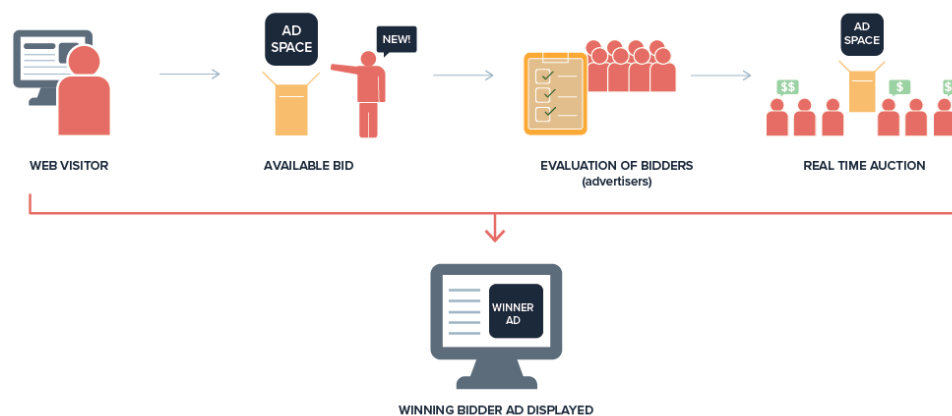 AD
SPACE
NEW!
AD
SPACE
$$
$
$
WEB VISITOR
AVAILABLE BID
EVALUATION OF BIDDERS
(advertisers)
REAL TIME AUCTION
WINNER
AD
WINNING BIDDER AD DISPLAYED